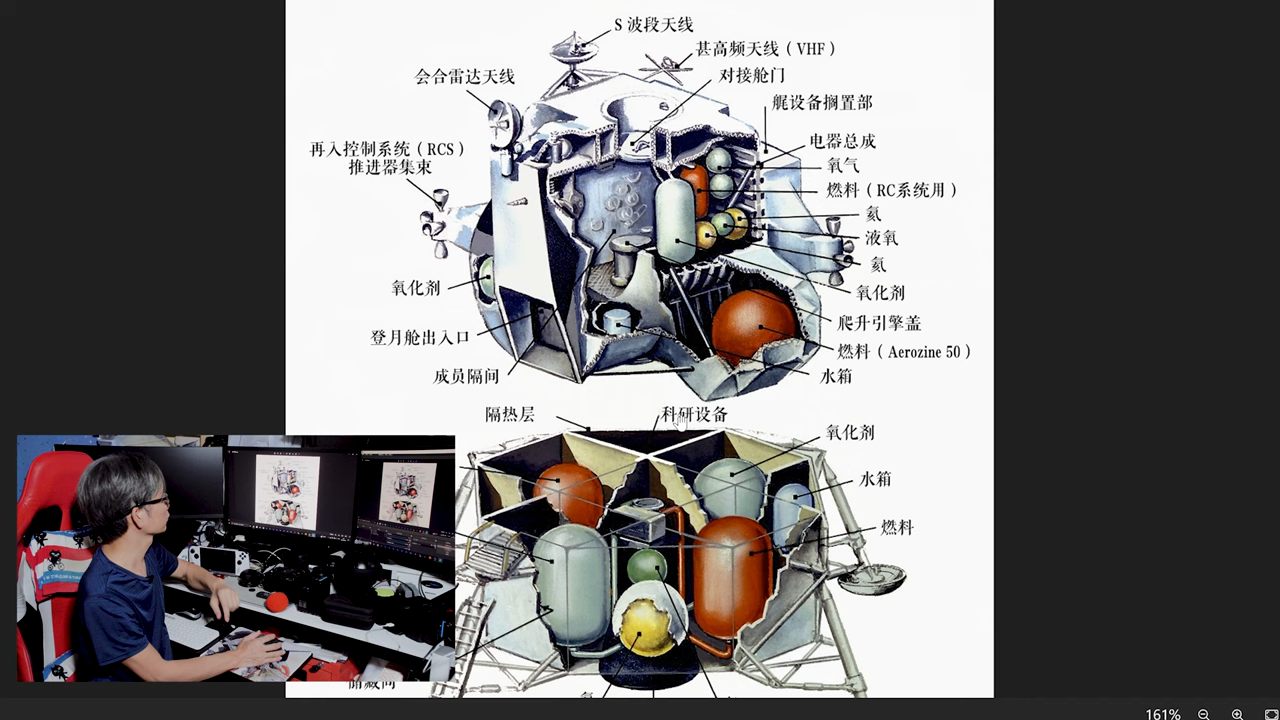 S 波段天线
甚高频天线（VHF）
会合雷达天线
对接舱门
艇设备搁置部
电器总成
再入控制系统（RCS）
推进器集束
氧气
燃料（RC系统用）
氦
液氧
氦
氧化剂
氧化剂
爬升引擎盖
登月舱出入口
燃料（Aerozine 50）
成员隔间
水箱
隔热层
科研设备
氧化剂
水箱
燃料
161%